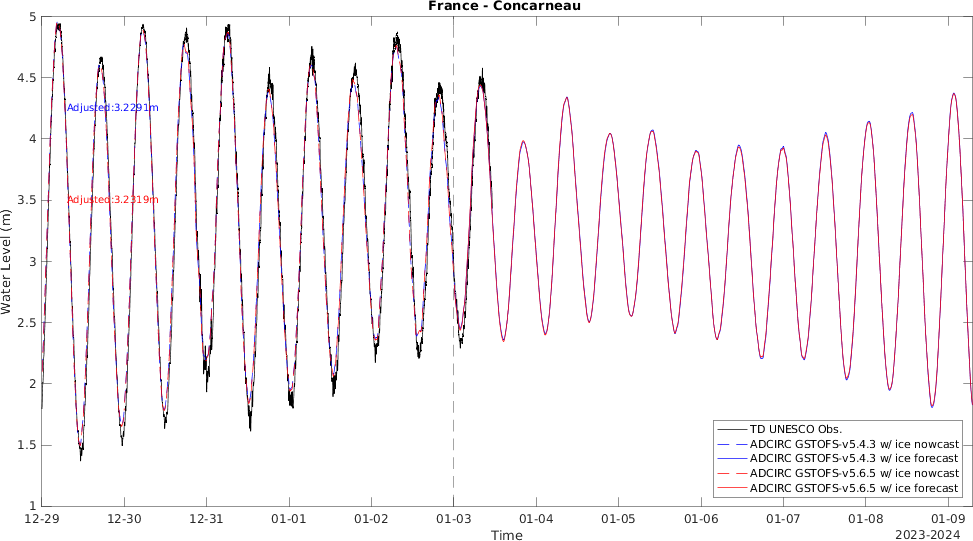 France - Concarneau
Water Level (m)
5
4.5
4
3.5
3
2.5
2
1.5
1
Adjusted:3.2291m
Adjusted:3.2319m
TD UNESCO Obs.
ADCIRC GSTOFS-v5.4.3 w/ ice nowcast
ADCIRC GSTOFS-v5.4.3 w/ ice forecast
ADCIRC GSTOFS-v5.6.5 w/ ice nowcast
ADCIRC GSTOFS-v5.6.5 w/ ice forecast
12-29 12-30 12-31 01-01 01-02 01-03 01-04 01-05 01-06 01-07 01-08 01-09
Time
2023-2024